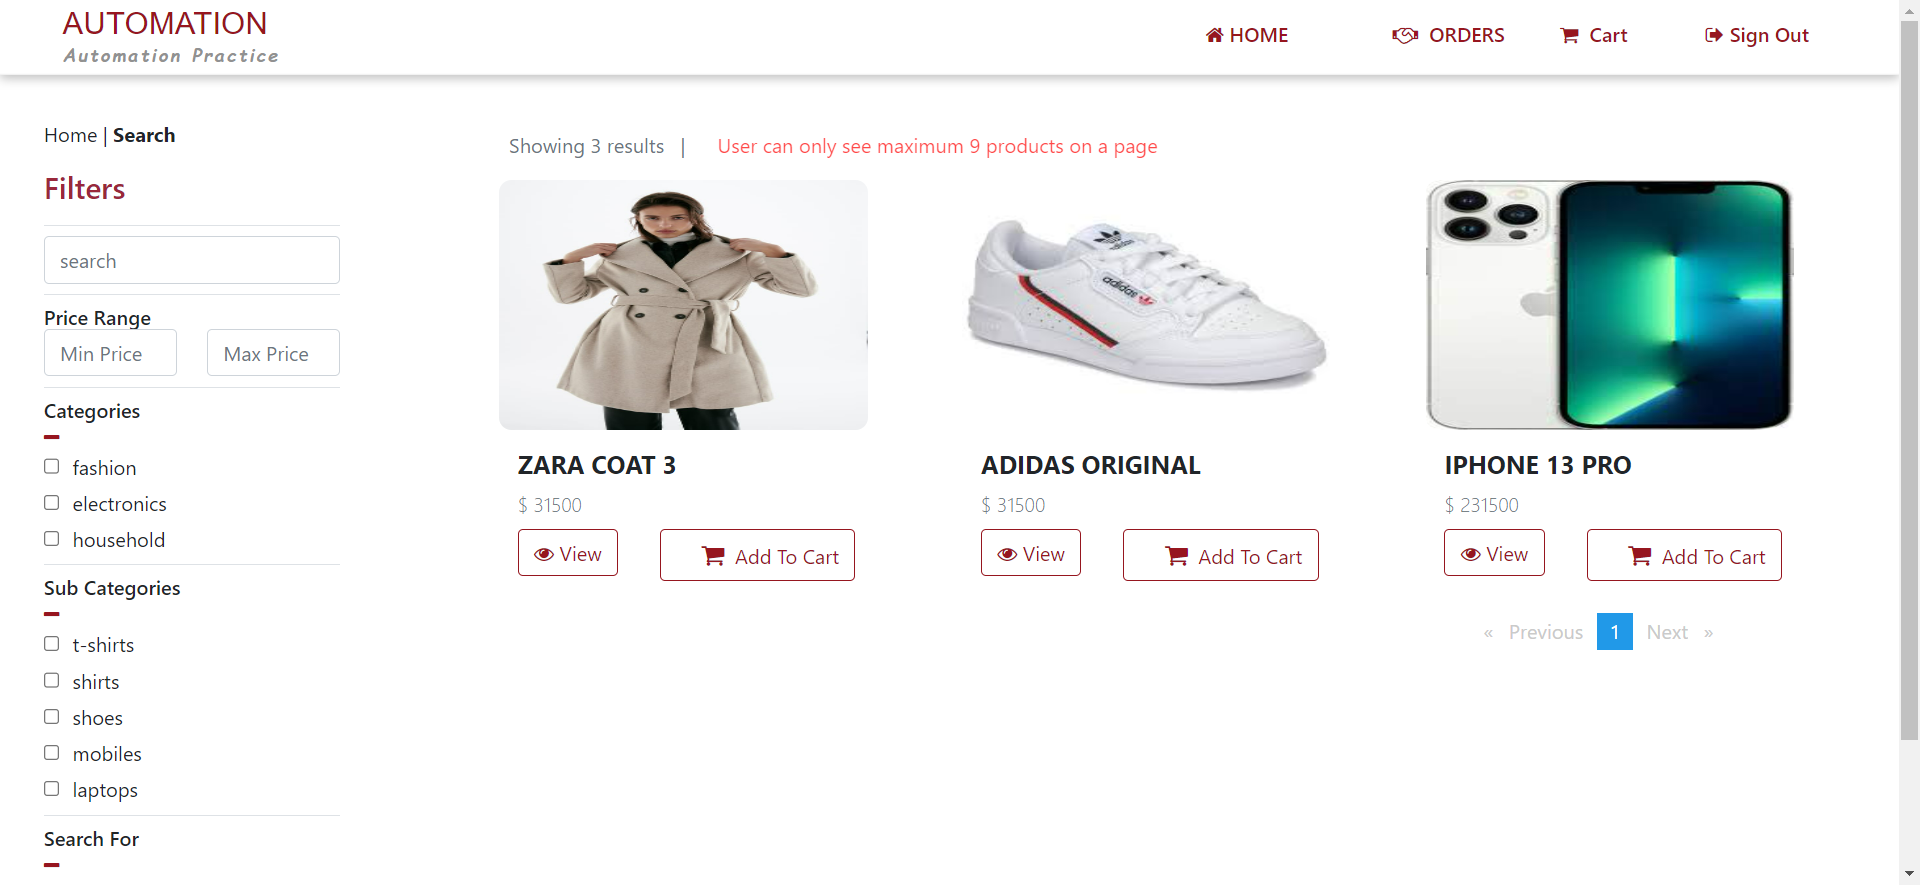 AUTOMATION
Automation Practice
HOME
ORDERS
Cart
Sign Out
Home | Search
Filters
search
Price Range
Min Price
Max Price
Categories
fashion
electronics
household
Sub Categories
t-shirts
shirts
shoes
mobiles
laptops
Search For
Showing 3 results |
User can only see maximum 9 products on a page
adidas
adidas
ZARA COAT 3
$ 31500
View
Add To Cart
ADIDAS ORIGINAL
$ 31500
View
Add To Cart
IPHONE 13 PRO
$ 231500
View
Add To Cart
« Previous 1 Next »